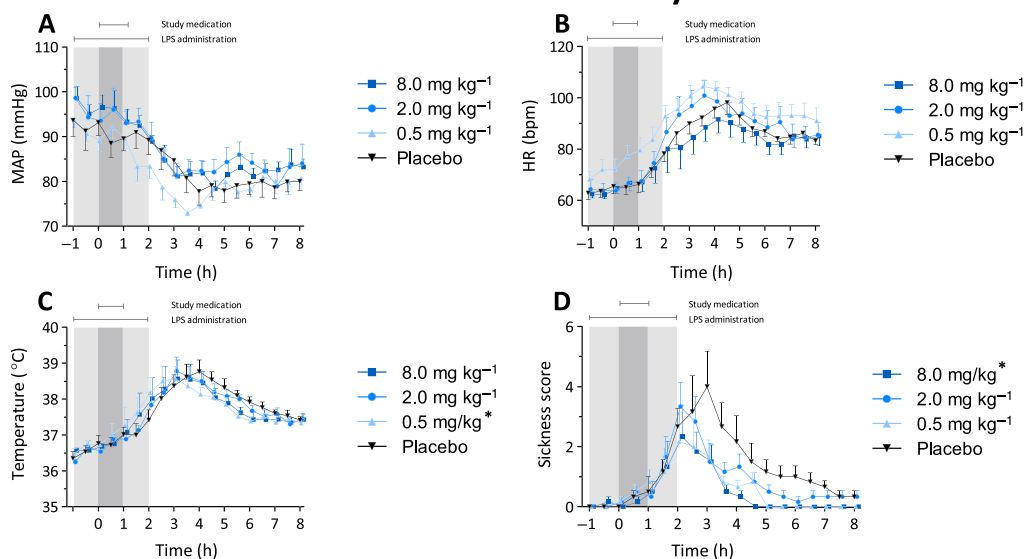 A
Study medication
LPS administration
110
100
90
80
70
MAP (mmHg)
−1 0 1 2 3 4 5 6 7 8
Time (h)
8.0 mg kg⁻¹
2.0 mg kg⁻¹
0.5 mg kg⁻¹
Placebo
B
Study medication
LPS administration
120
100
80
60
HR (bpm)
−1 0 1 2 3 4 5 6 7 8
Time (h)
8.0 mg kg⁻¹
2.0 mg kg⁻¹
0.5 mg kg⁻¹
Placebo
C
Study medication
LPS administration
40
39
38
37
36
35
Temperature (°C)
−1 0 1 2 3 4 5 6 7 8
Time (h)
8.0 mg kg⁻¹
2.0 mg kg⁻¹
0.5 mg/kg*
Placebo
D
Study medication
LPS administration
6
4
2
0
Sickness score
−1 0 1 2 3 4 5 6 7 8
Time (h)
8.0 mg/kg*
2.0 mg kg⁻¹
0.5 mg kg⁻¹
Placebo